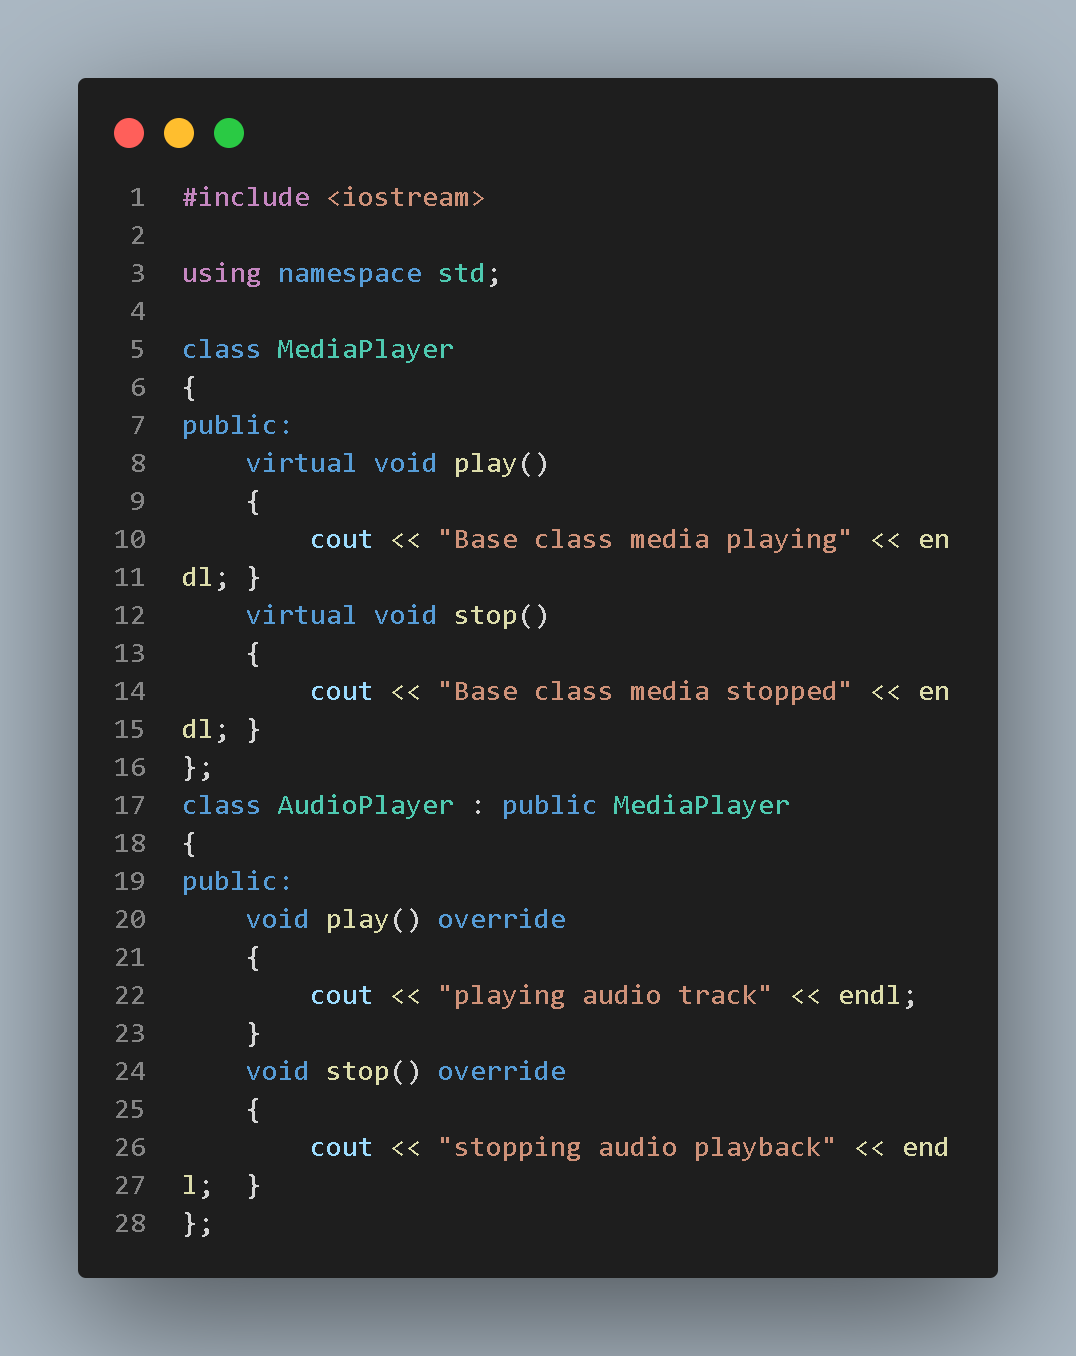 1 #include <iostream>
2
3 using namespace std;
4
5 class MediaPlayer
6 {
7 public:
8     virtual void play()
9     {
10         cout << "Base class media playing" << en
11 dl; }
12     virtual void stop()
13     {
14         cout << "Base class media stopped" << en
15 dl; }
16 };
17 class AudioPlayer : public MediaPlayer
18 {
19 public:
20     void play() override
21     {
22         cout << "playing audio track" << endl;
23     }
24     void stop() override
25     {
26         cout << "stopping audio playback" << end
27 l;  }
28 };